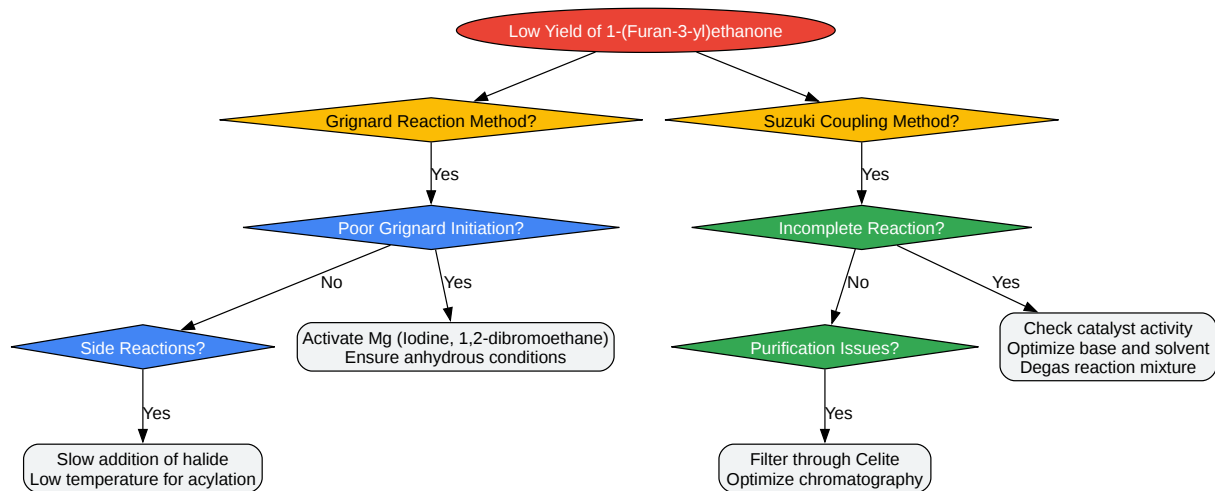 Low Yield of 1-(Furan-3-yl)ethanone
Grignard Reaction Method?
Suzuki Coupling Method?
Yes
Yes
Poor Grignard Initiation?
Incomplete Reaction?
No
Yes
No
Yes
Side Reactions?
Activate Mg (Iodine, 1,2-dibromoethane)
Ensure anhydrous conditions
Purification Issues?
Check catalyst activity
Optimize base and solvent
Degas reaction mixture
Yes
Yes
Slow addition of halide
Low temperature for acylation
Filter through Celite
Optimize chromatography